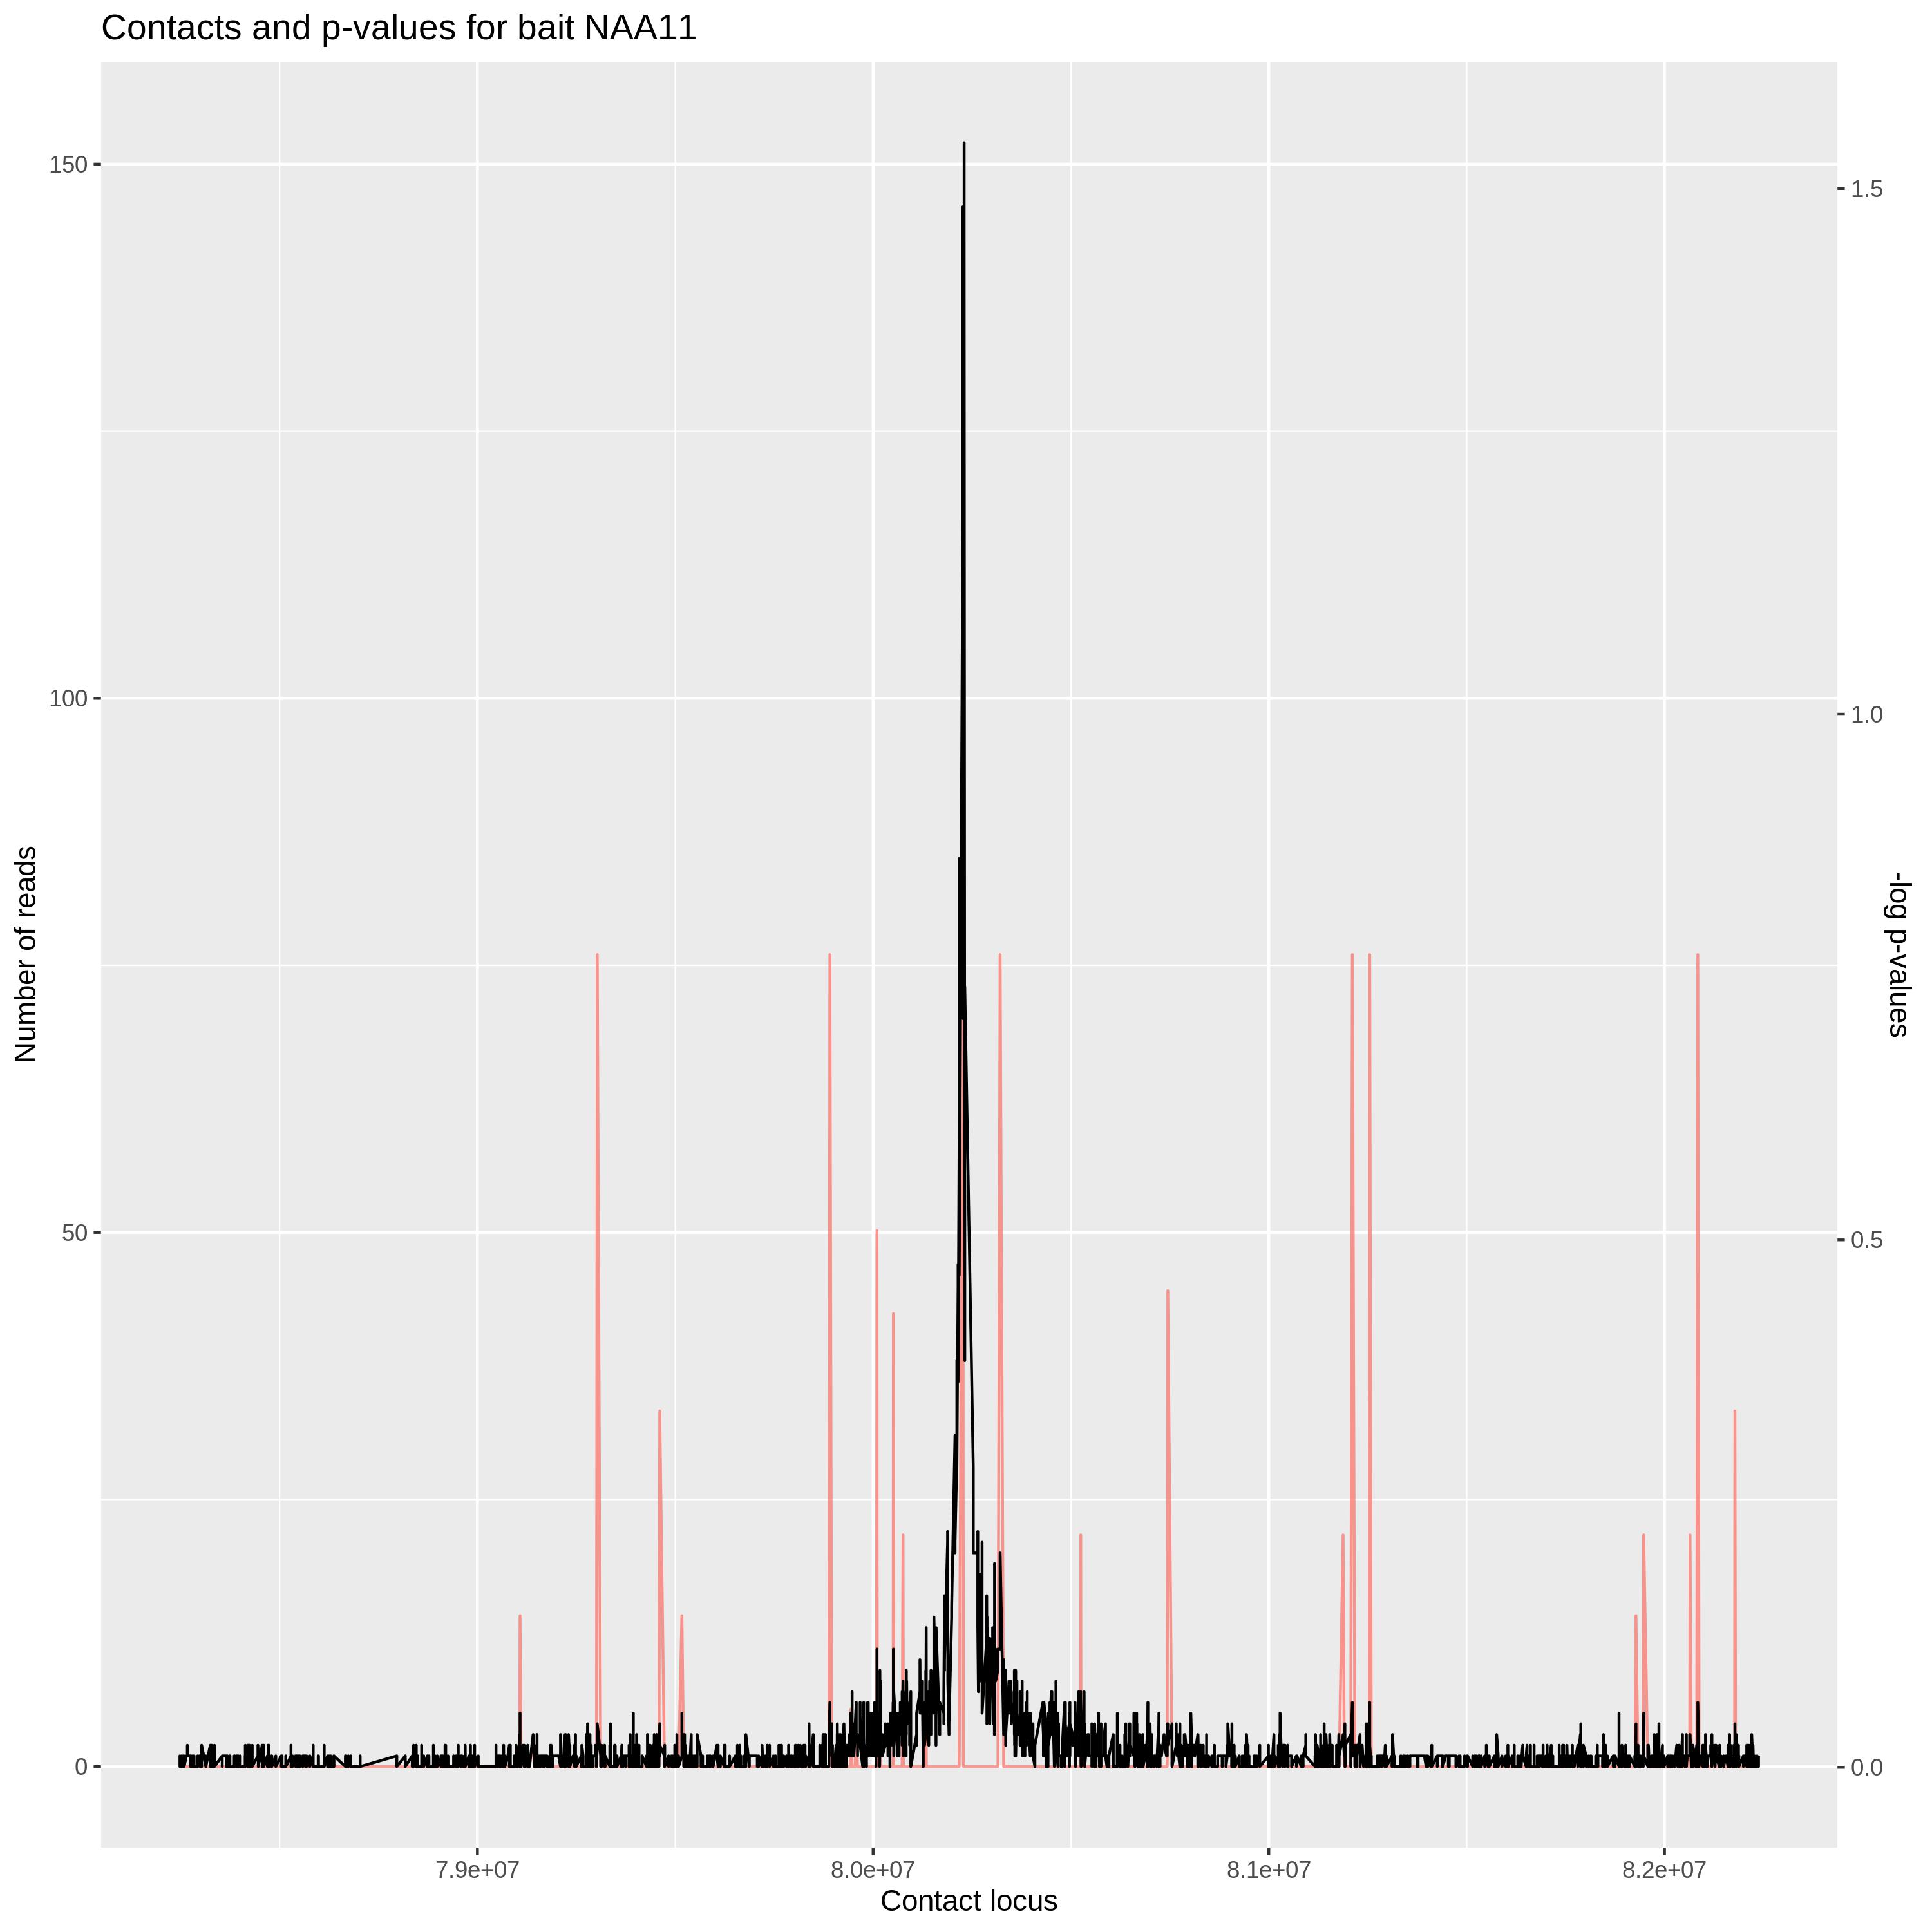 Contacts and p-values for bait NAA11
150
100
50
0
Number of reads
1.5
1.0
0.5
0.0
-log p-values
7.9e+07
8.0e+07
8.1e+07
8.2e+07
Contact locus